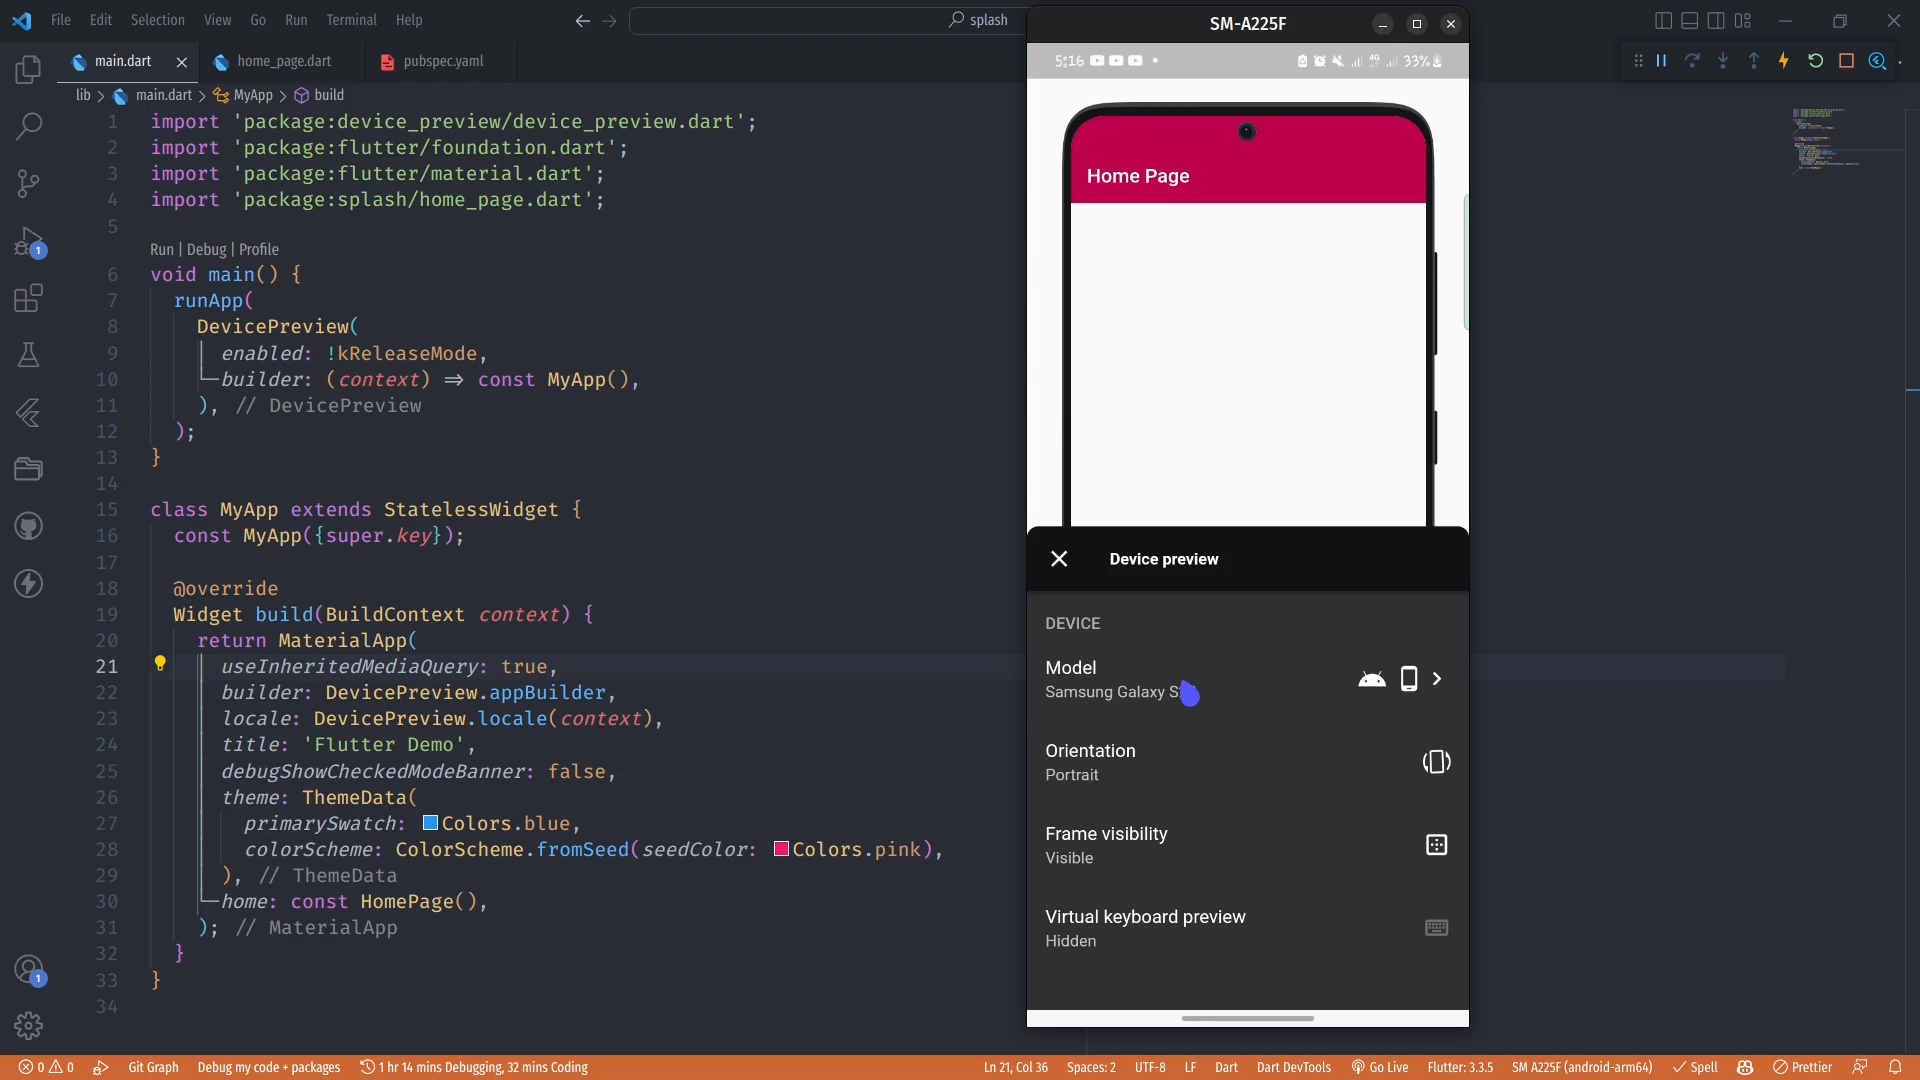 File Edit Selection View Go Run Terminal Help
splash
main.dart
home_page.dart
pubspec.yaml
lib > main.dart > MyApp > build
1 import 'package:device_preview/device_preview.dart';
2 import 'package:flutter/foundation.dart';
3 import 'package:flutter/material.dart';
4 import 'package:splash/home_page.dart';
5
Run | Debug | Profile
6 void main() {
7 runApp(
8 DevicePreview(
9 enabled: !kReleaseMode,
10 builder: (context) => const MyApp(),
11 ), // DevicePreview
12 );
13 }
14
15 class MyApp extends StatelessWidget {
16 const MyApp({super.key});
17
18 @override
19 Widget build(BuildContext context) {
20 return MaterialApp(
21 useInheritedMediaQuery: true,
22 builder: DevicePreview.appBuilder,
23 locale: DevicePreview.locale(context),
24 title: 'Flutter Demo',
25 debugShowCheckedModeBanner: false,
26 theme: ThemeData(
27 primarySwatch: Colors.blue,
28 colorScheme: ColorScheme.fromSeed(seedColor: Colors.pink),
29 ), // ThemeData
30 home: const HomePage(),
31 ); // MaterialApp
32 }
33 }
34
SM-A225F
5:16
4G
33%
Home Page
Device preview
DEVICE
Model
Samsung Galaxy
Orientation
Portrait
Frame visibility
Visible
Virtual keyboard preview
Hidden
1
1
0 0 Git Graph Debug my code + packages 1 hr 14 mins Debugging, 32 mins Coding
Ln 21, Col 36 Spaces: 2 UTF-8 LF Dart Dart DevTools Go Live Flutter: 3.3.5 SM A225F (android-arm64) Spell Prettier